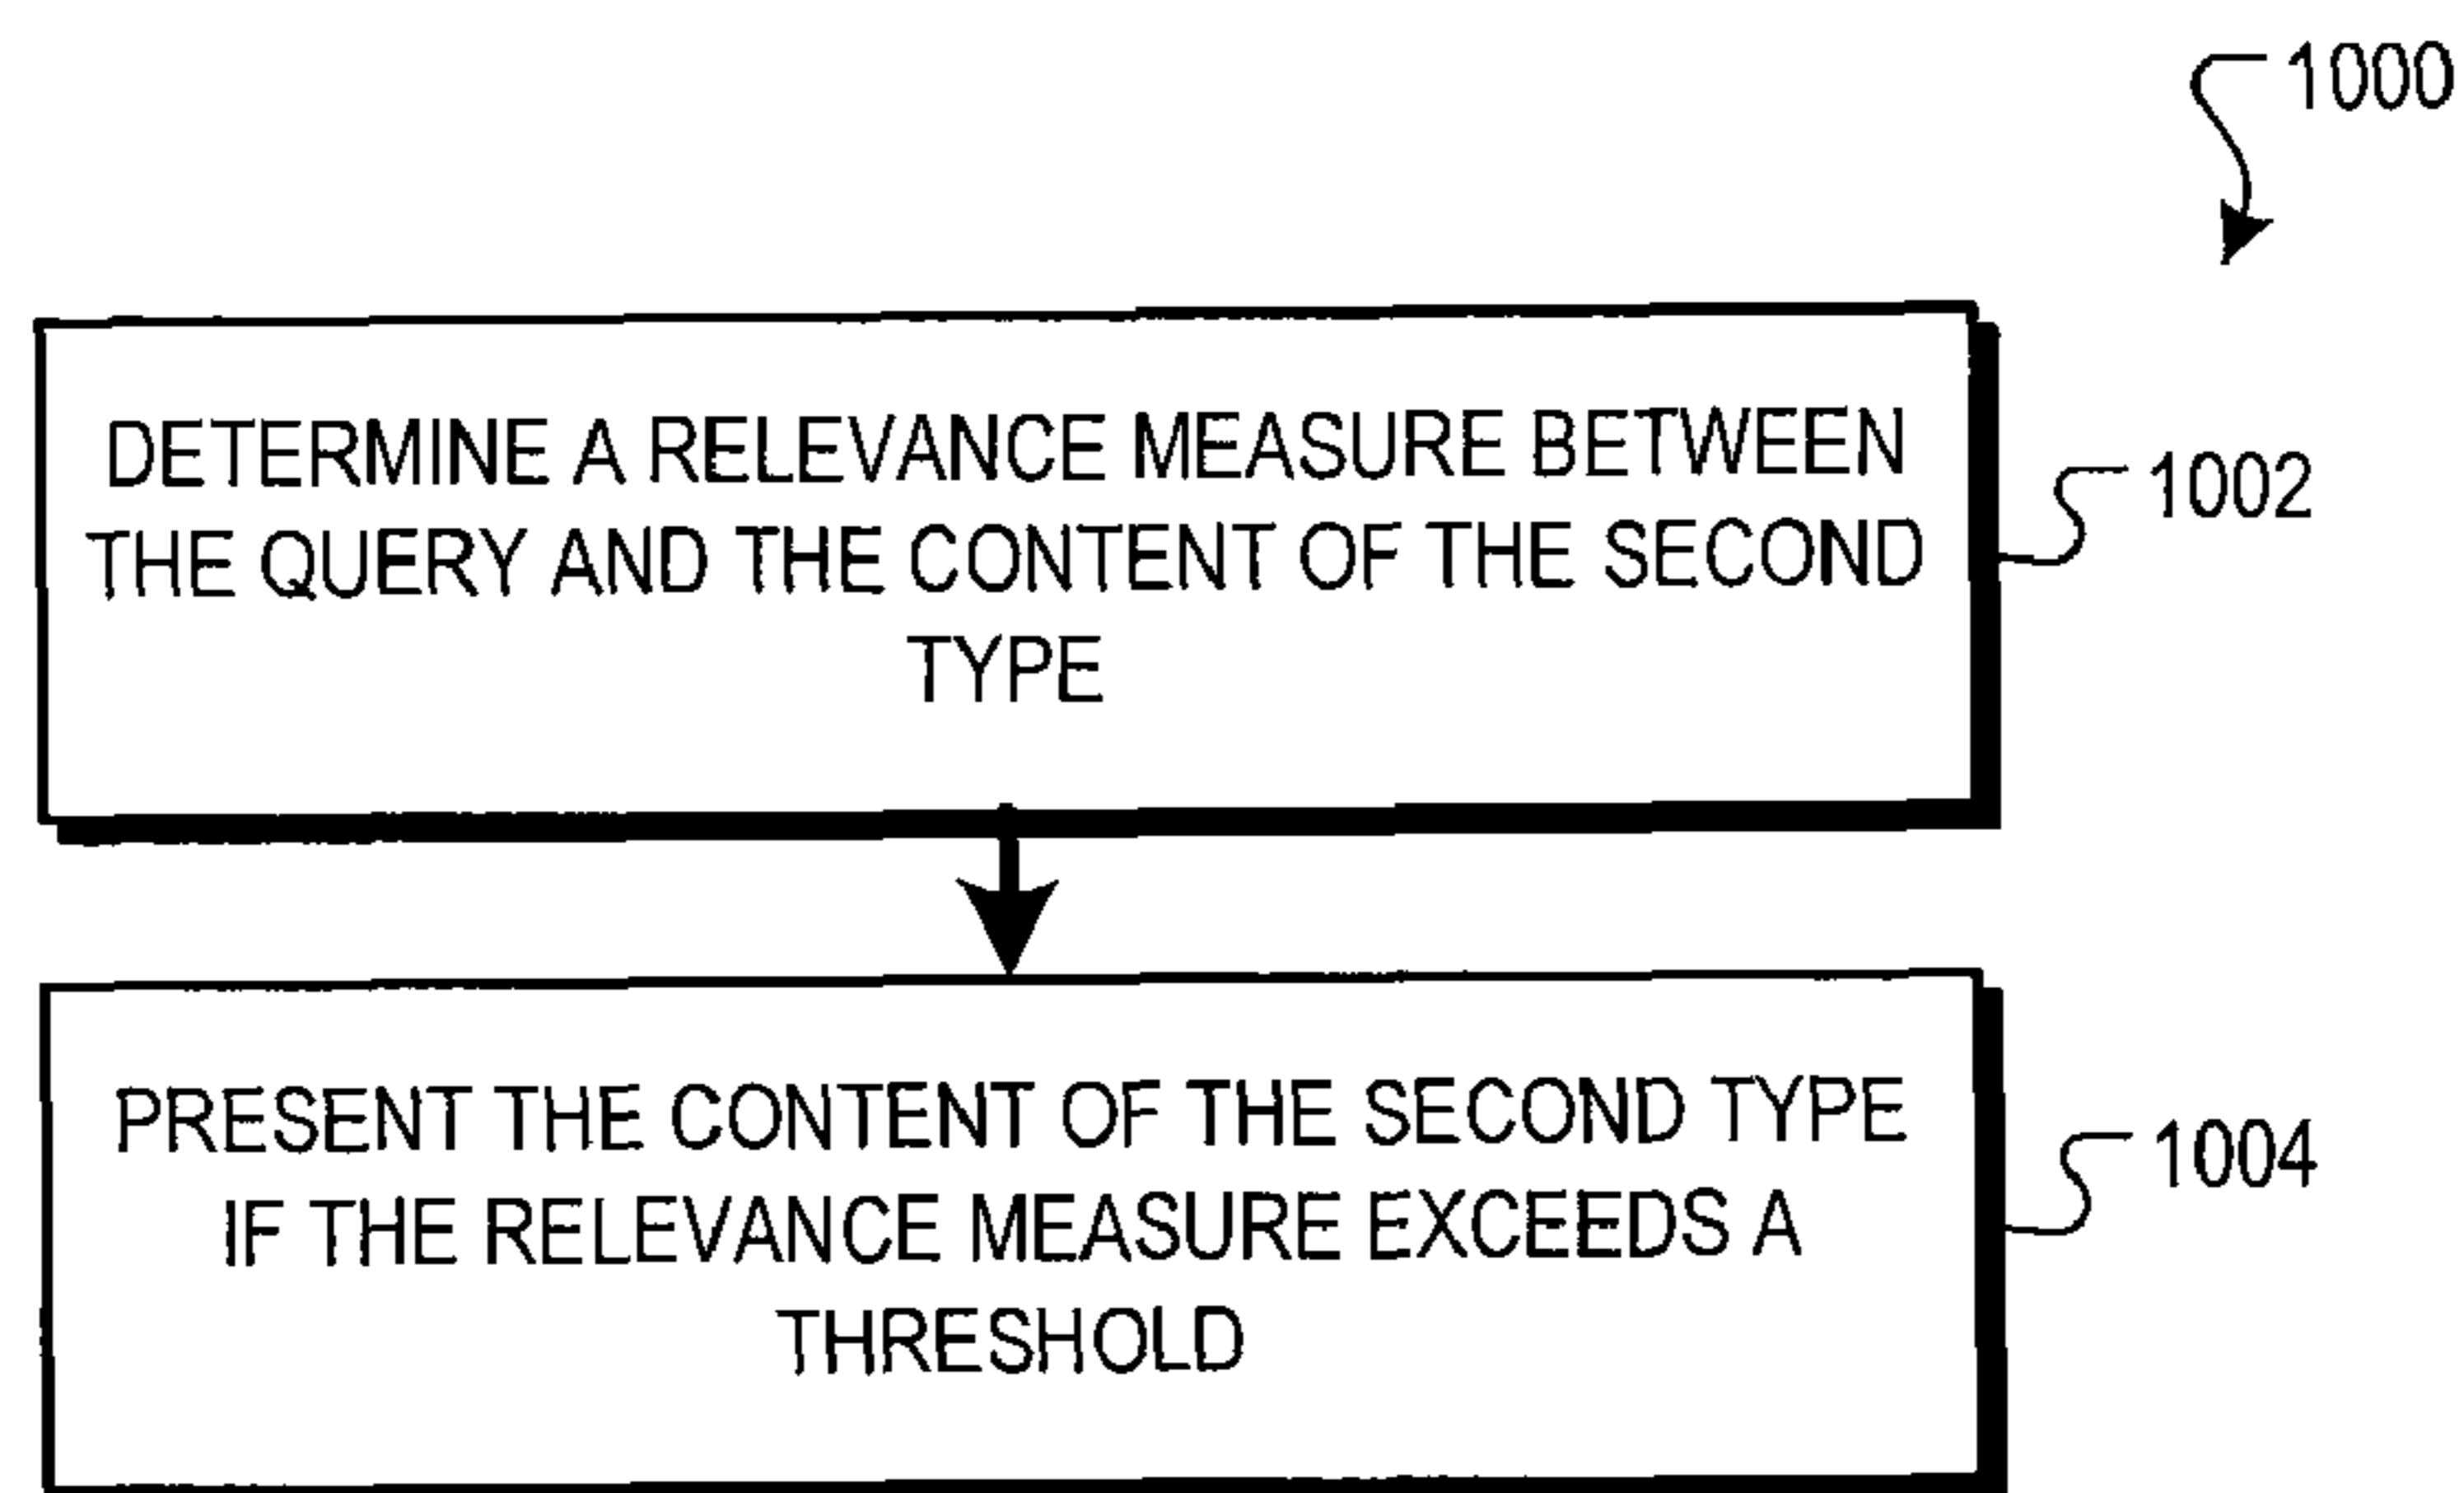 1000
DETERMINE A RELEVANCE MEASURE BETWEEN
THE QUERY AND THE CONTENT OF THE SECOND
TYPE
1002
PRESENT THE CONTENT OF THE SECOND TYPE
IF THE RELEVANCE MEASURE EXCEEDS A
THRESHOLD
1004